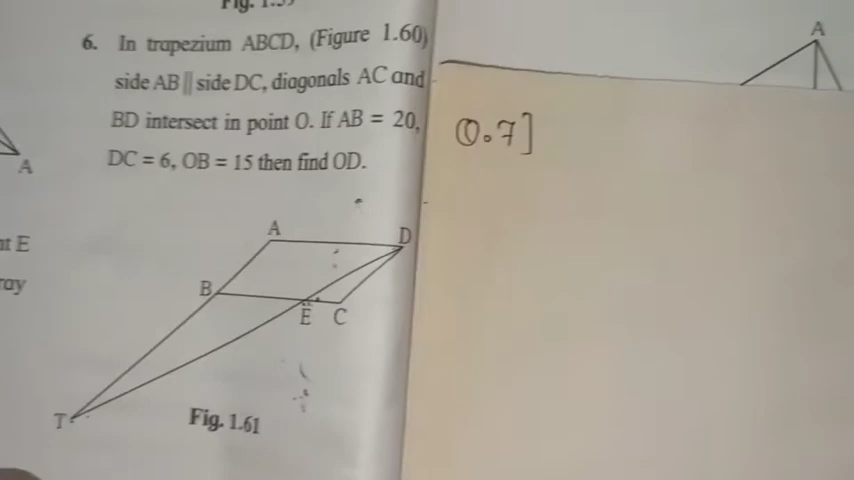 Fig. 1.59
6. In trapezium ABCD, (Figure 1.60)
side AB || side DC, diagonals AC and
BD intersect in point O. If AB = 20,
DC = 6, OB = 15 then find OD.
Q.7]
A
A
at E
ray
A
D
B
E
C
T
Fig. 1.61